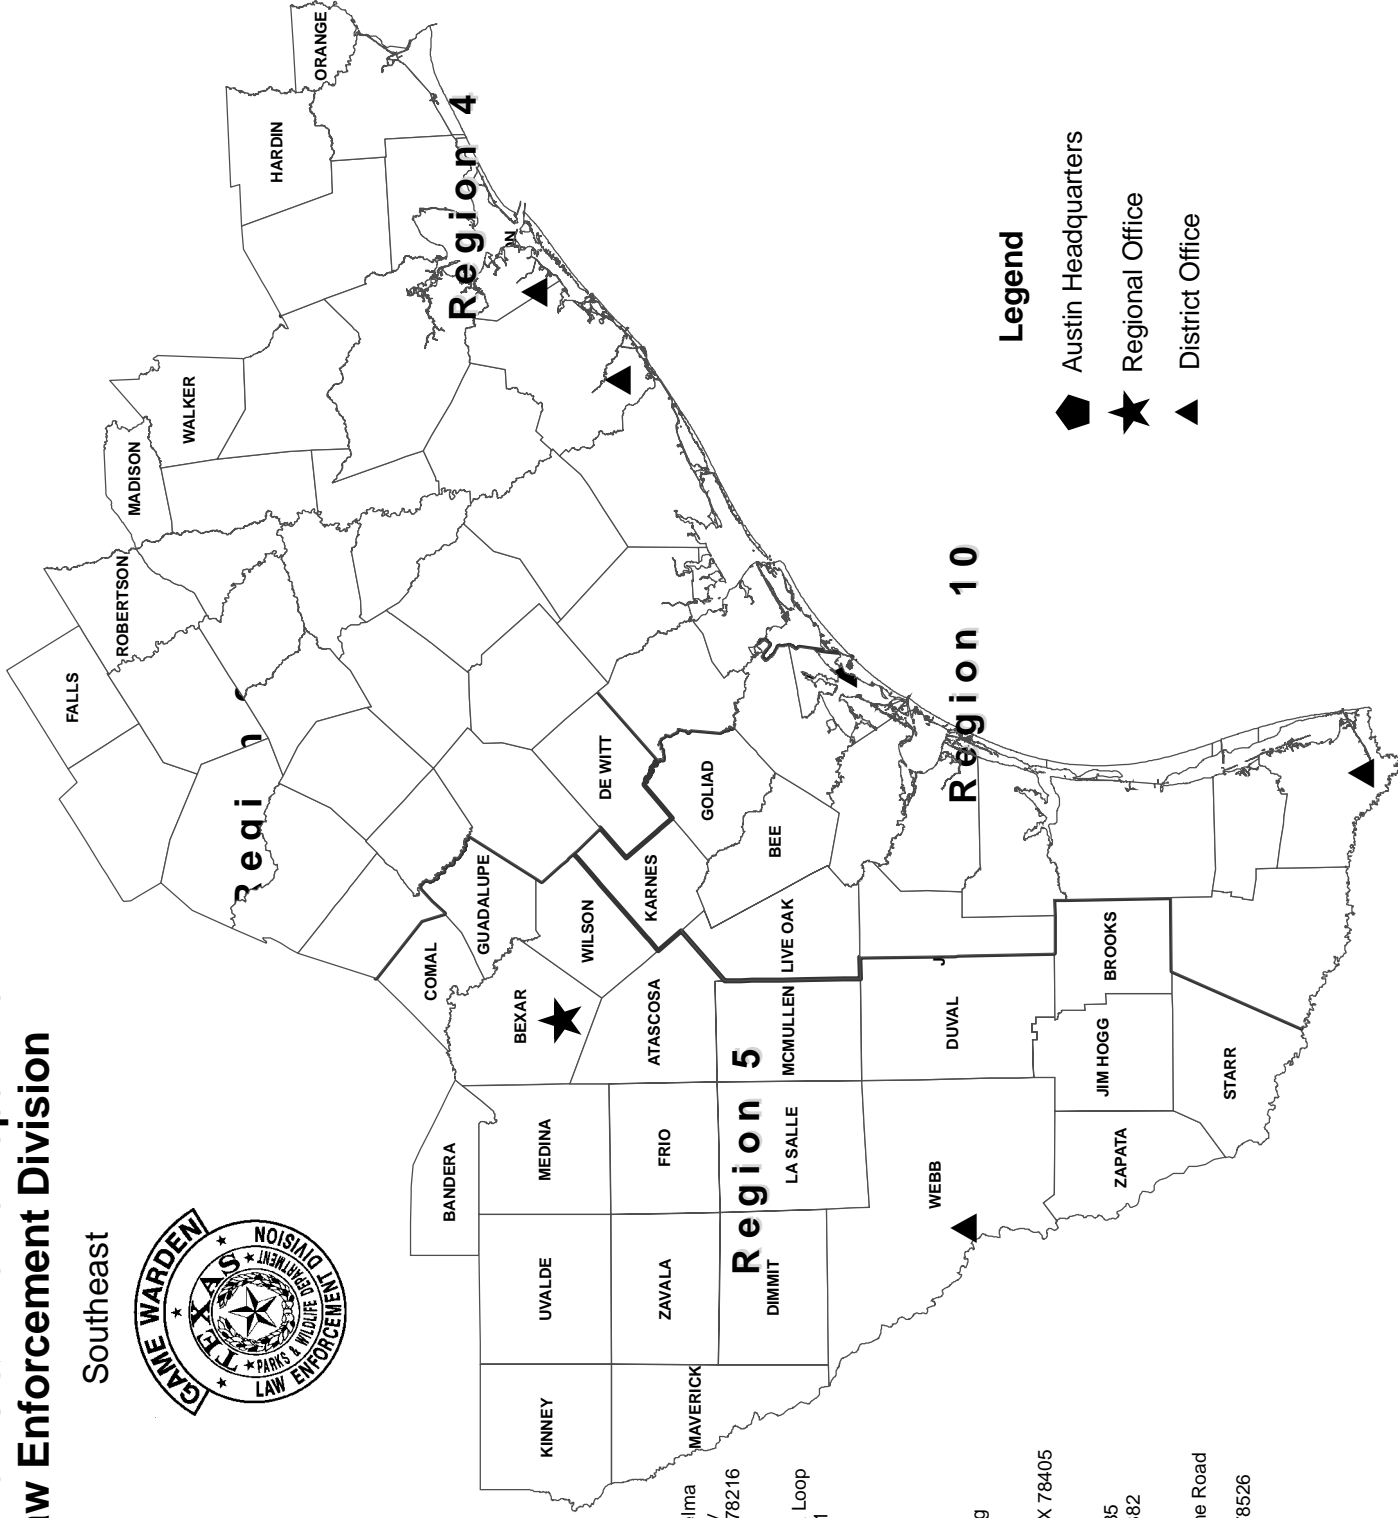 Law Enforcement Division
Southeast
GAME WARDEN
TEXAS
PARKS & WILDLIFE DEPARTMENT
LAW ENFORCEMENT DIVISION
FALLS
ROBERTSON
MADISON
WALKER
HARDIN
ORANGE
Region 4
COMAL
GUADALUPE
BANDERA
BEXAR
WILSON
DE WITT
KINNEY
UVALDE
MEDINA
ATASCOSA
KARNES
GOLIAD
MAVERICK
ZAVALA
FRIO
BEE
Region 5
DIMMIT
LA SALLE
MCMULLEN
LIVE OAK
WEBB
DUVAL
J
Region 10
ZAPATA
JIM HOGG
BROOKS
STARR
Legend
Austin Headquarters
Regional Office
District Office
78216
Loop
X 78405
Road
78526